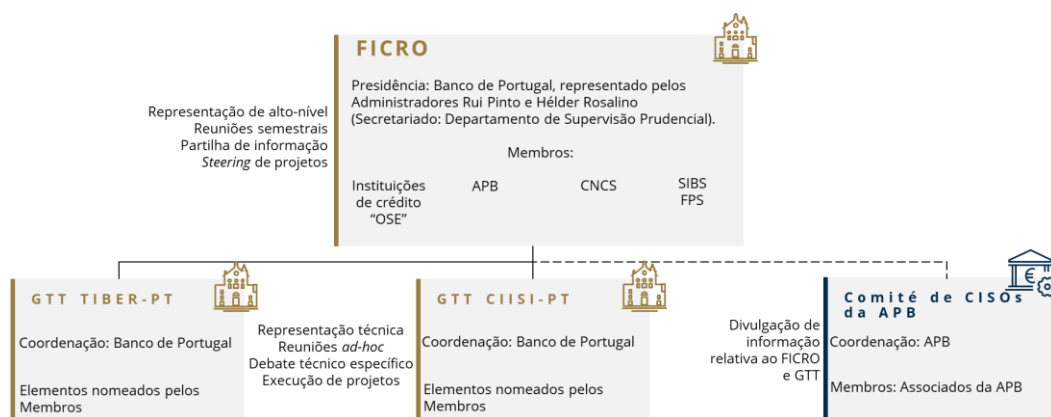 FICRO
Presidência: Banco de Portugal, representado pelos
Administradores Rui Pinto e Hélder Rosalino
(Secretariado: Departamento de Supervisão Prudencial).
Membros:
Instituições
de crédito
“OSE”
APB
CNCS
SIBS
FPS
Representação de alto-nível
Reuniões semestrais
Partilha de informação
Steering de projetos
GTT TIBER-PT
Coordenação: Banco de Portugal
Elementos nomeados pelos
Membros
Representação técnica
Reuniões ad-hoc
Debate técnico específico
Execução de projetos
GTT CIISI-PT
Coordenação: Banco de Portugal
Elementos nomeados pelos
Membros
Divulgação de
informação
relativa ao FICRO
e GTT
Comité de CISOs
da APB
Coordenação: APB
Membros: Associados da APB